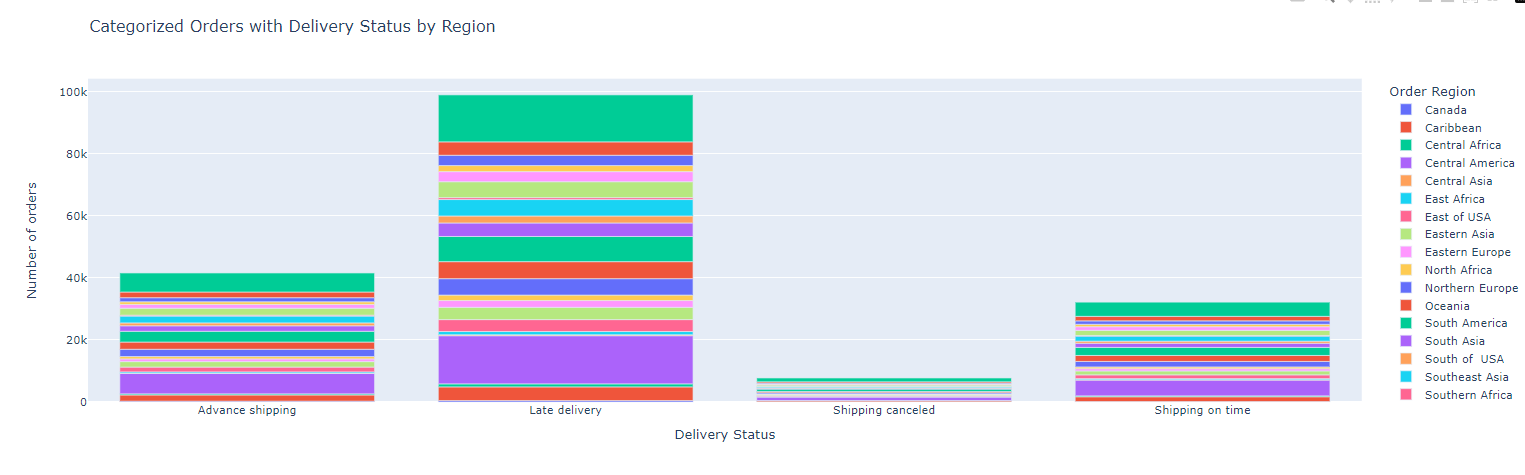 Categorized Orders with Delivery Status by Region
100k
80k
60k
40k
20k
0
Number of orders
Advance shipping
Late delivery
Shipping canceled
Shipping on time
Delivery Status
Order Region
Canada
Caribbean
Central Africa
Central America
Central Asia
East Africa
East of USA
Eastern Asia
Eastern Europe
North Africa
Northern Europe
Oceania
South America
South Asia
South of  USA
Southeast Asia
Southern Africa